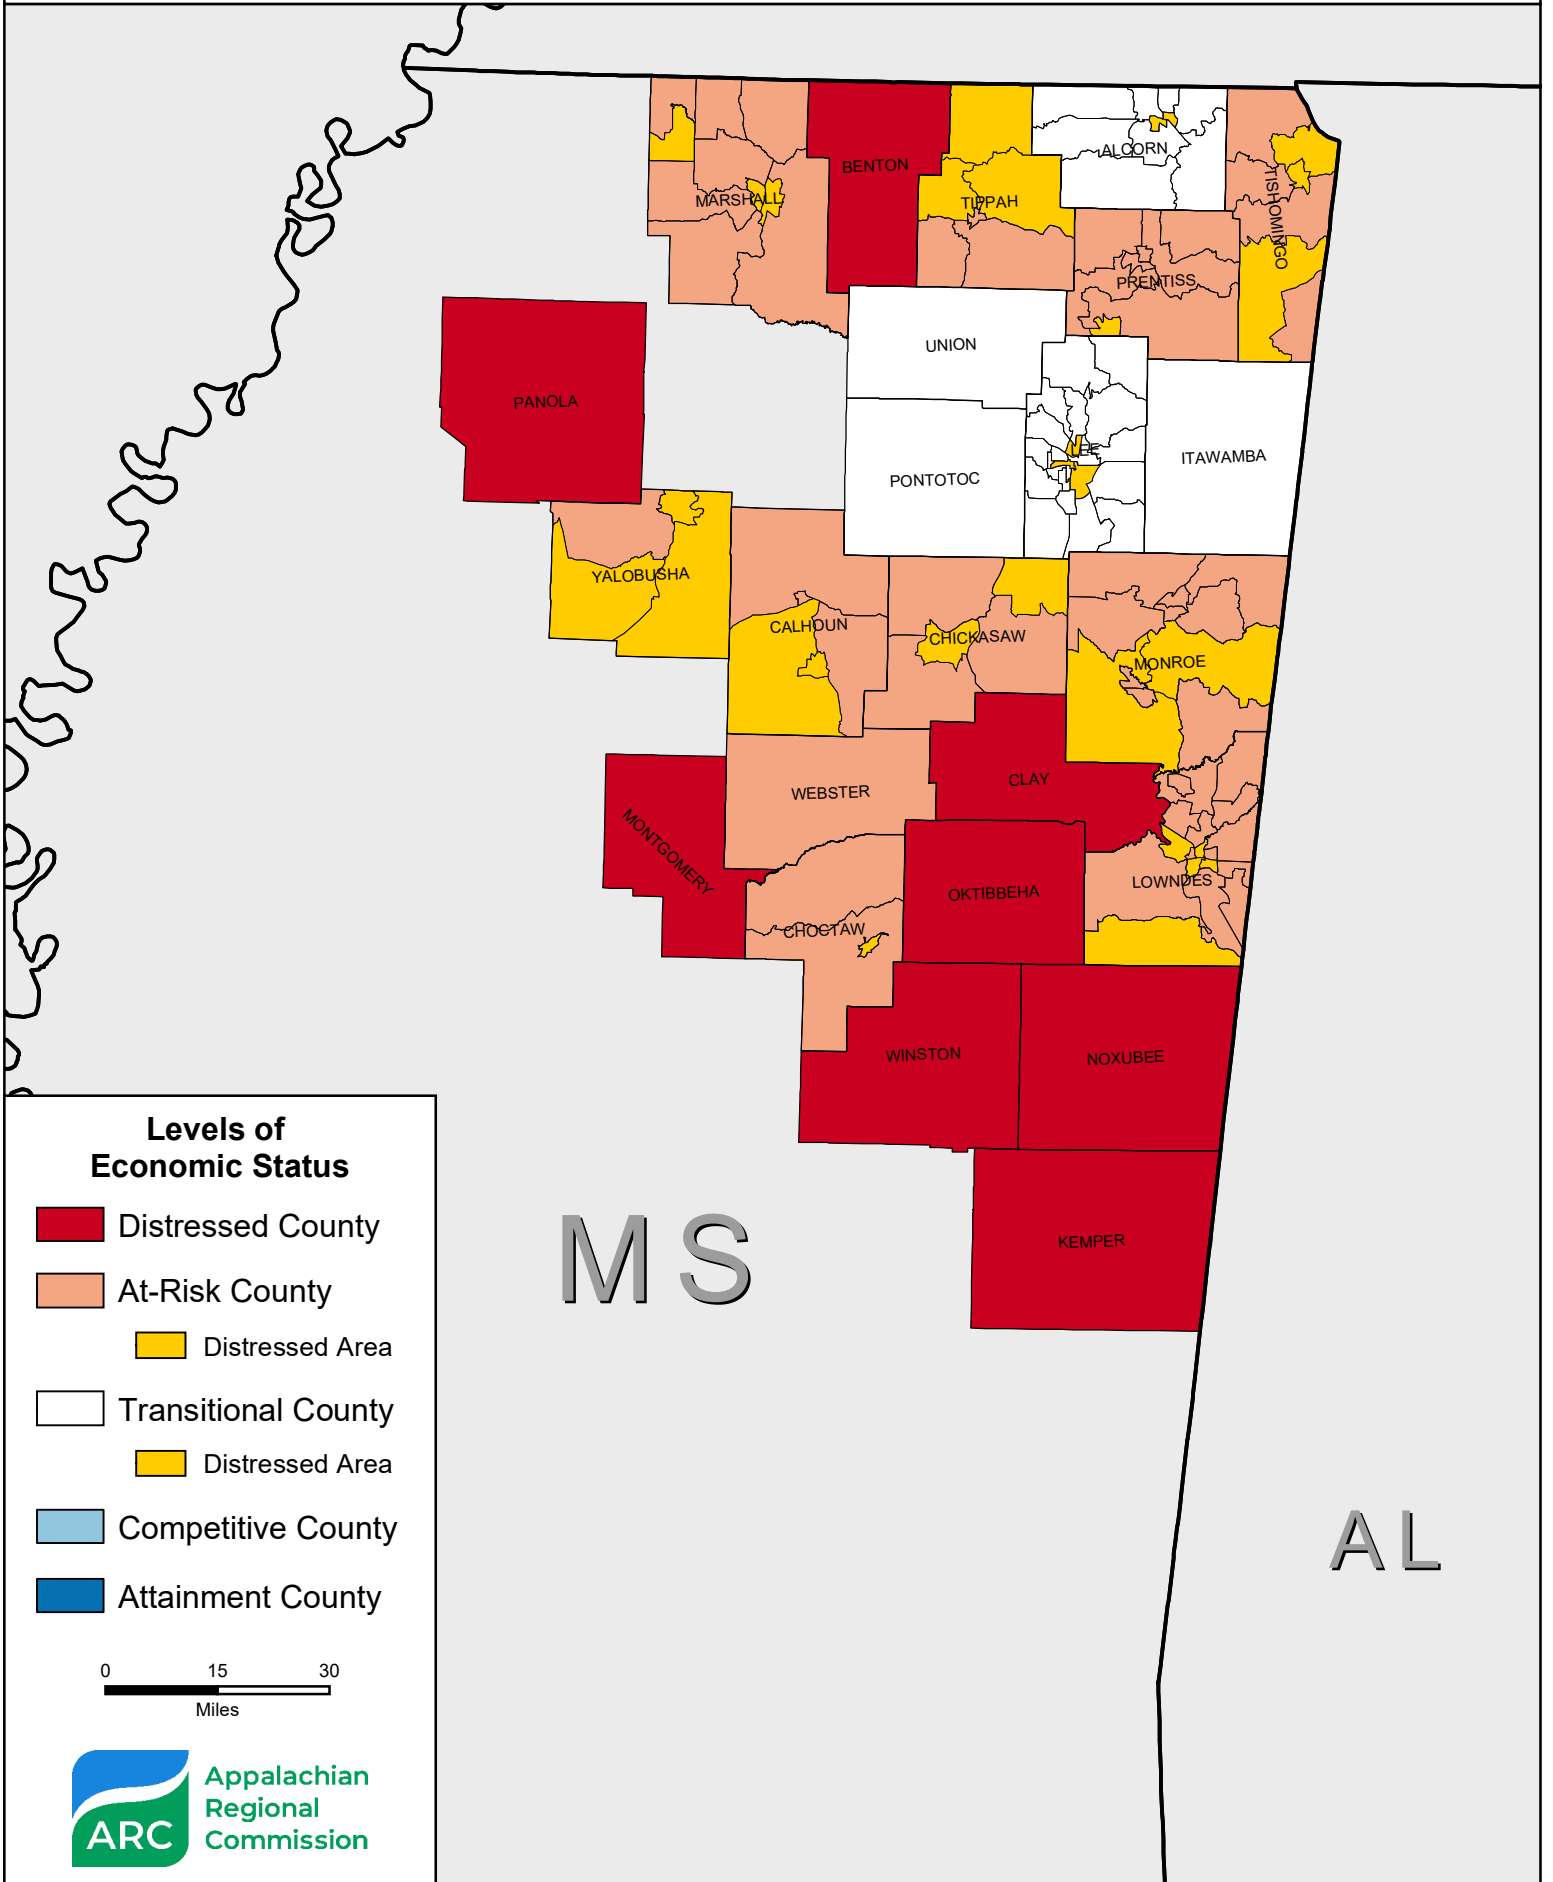 BENTON
ALCORN
MARSHALL
TIPPAH
TISHOMINGO
PRENTISS
UNION
PANOLA
LEE
ITAWAMBA
PONTOTOC
YALOBUSHA
CALHOUN
CHICKASAW
MONROE
CLAY
WEBSTER
MONTGOMERY
LOWNDES
OKTIBBEHA
CHOCTAW
WINSTON
NOXUBEE
KEMPER
MS
AL
Levels of
Economic Status
Distressed County
At-Risk County
Distressed Area
Transitional County
Distressed Area
Competitive County
Attainment County
0 15 30
Miles
ARC
Appalachian
Regional
Commission